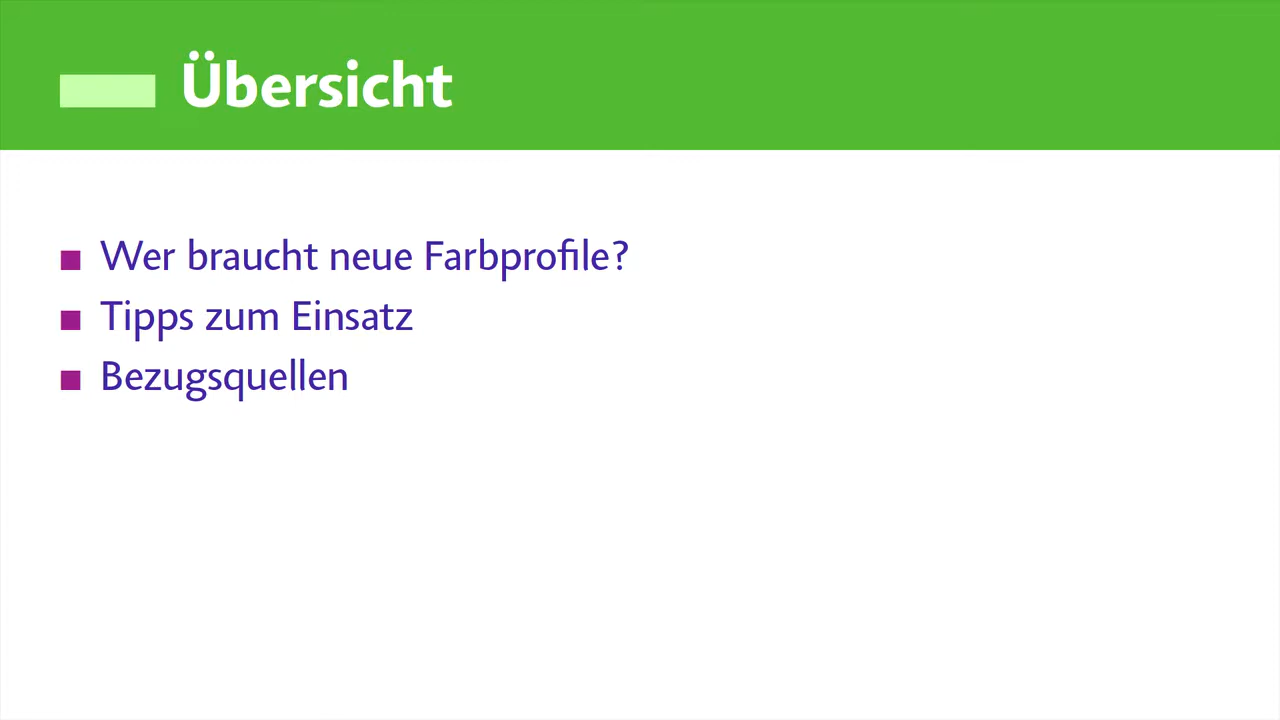 Übersicht
Wer braucht neue Farbprofile?
Tipps zum Einsatz
Bezugsquellen